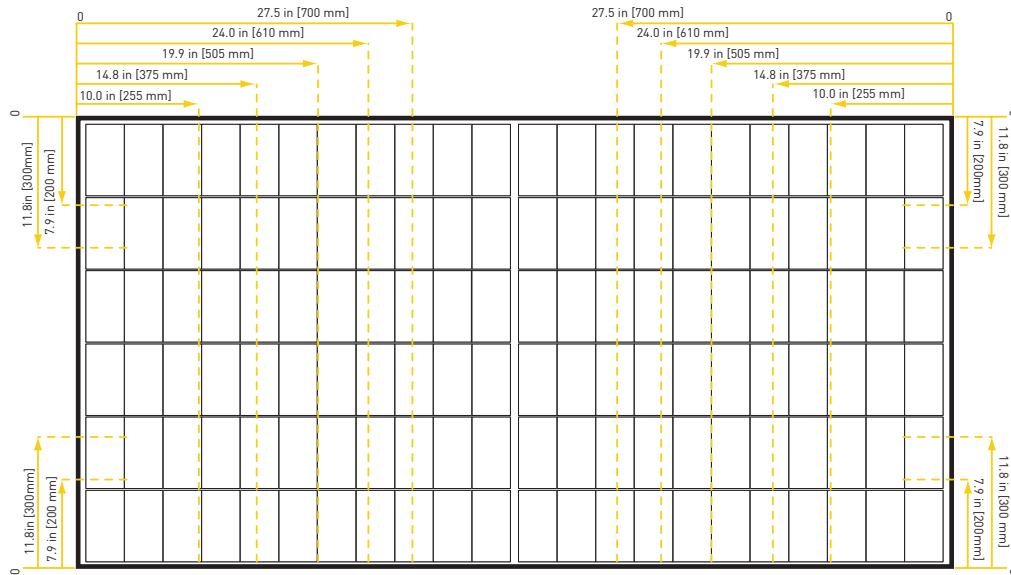 0
27.5 in [700 mm]
27.5 in [700 mm]
0
24.0 in [610 mm]
24.0 in [610 mm]
19.9 in [505 mm]
19.9 in [505 mm]
14.8 in [375 mm]
14.8 in [375 mm]
10.0 in [255 mm]
10.0 in [255 mm]
0
0
11.8in [300mm]
7.9 in [200 mm]
7.9 in [200mm]
11.8 in [300 mm]
11.8in [300mm]
7.9 in [200 mm]
7.9 in [200mm]
11.8 in [300 mm]
0
0